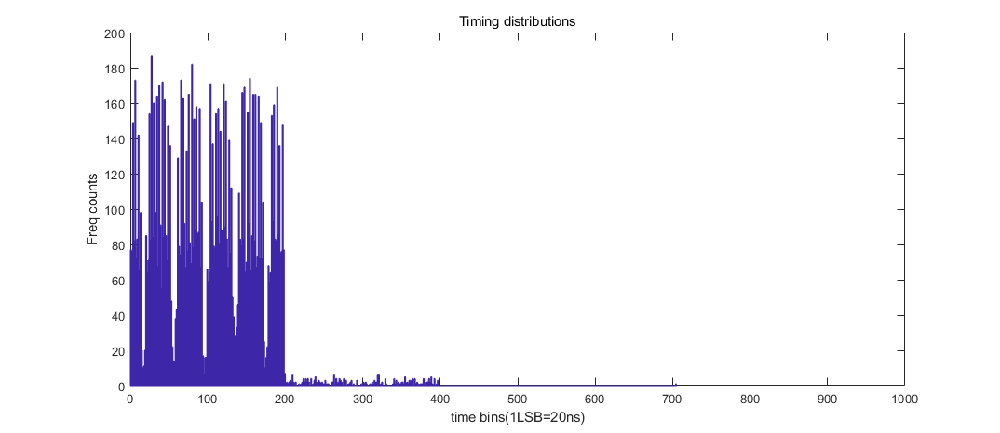 Timing distributions
200
180
160
140
120
100
80
60
40
20
0
Freq counts
0 100 200 300 400 500 600 700 800 900 1000
time bins(1LSB=20ns)